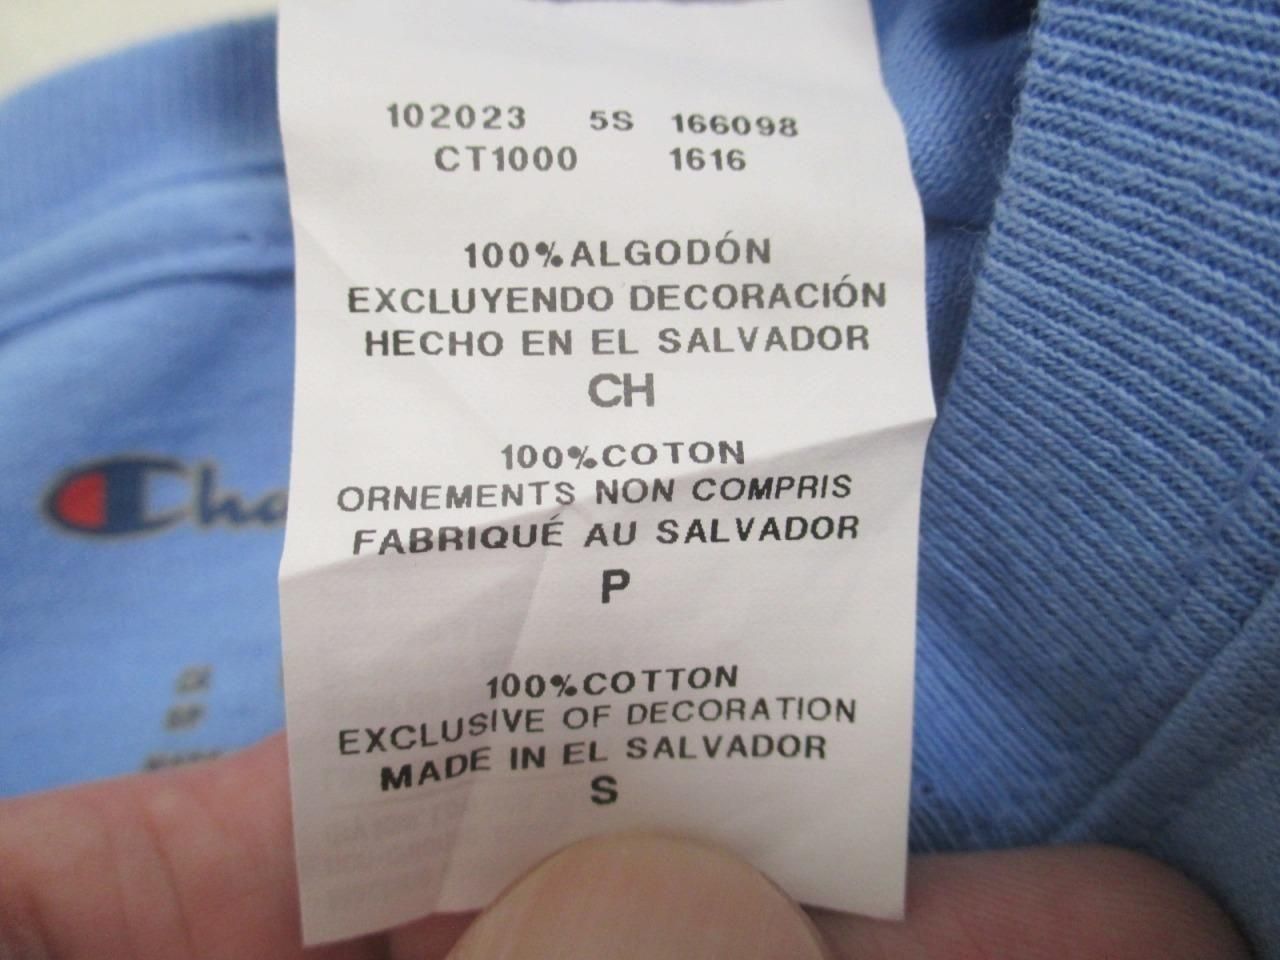 102023 5S 166098
CT1000 1616
100%ALGODÓN
EXCLUYENDO DECORACIÓN
HECHO EN EL SALVADOR
CH
100%COTON
ORNEMENTS NON COMPRIS
FABRIQUÉ AU SALVADOR
P
100%COTTON
EXCLUSIVE OF DECORATION
MADE IN EL SALVADOR
S
Cha